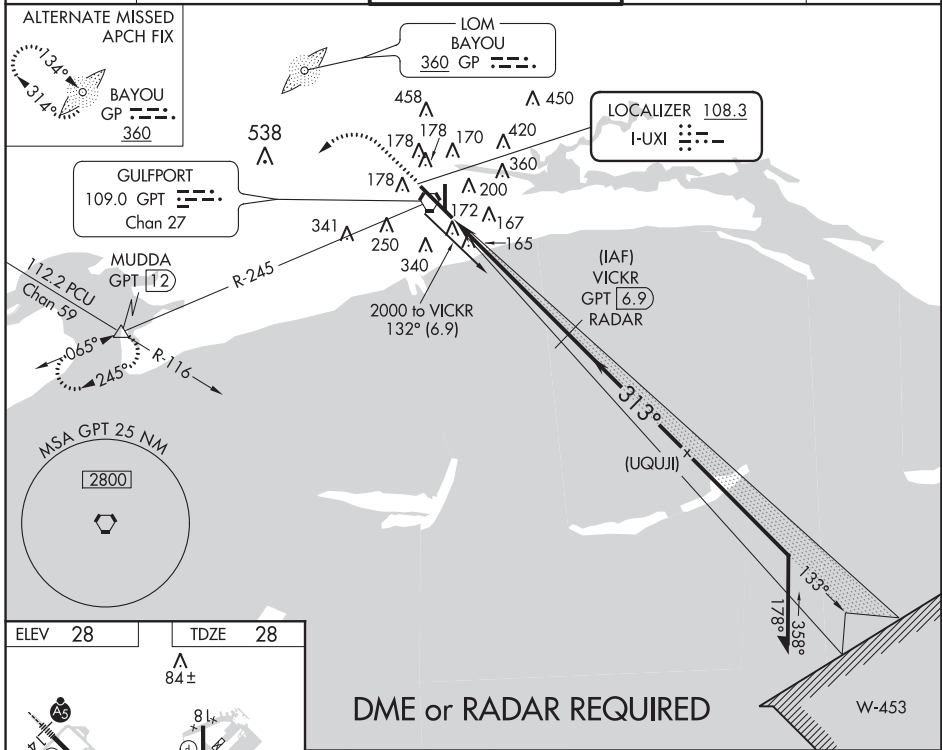 ALTERNATE MISSED
APCH FIX
134°
314°
BAYOU
GP
360
LOM
BAYOU
360 GP
458
450
538
178
178
170
420
360
LOCALIZER 108.3
I-UXI
GULFPORT
109.0 GPT
Chan 27
178
200
172
167
165
341
250
340
R-245
MUDDA
GPT 12
112.2 PCU
Chan 59
065°
245°
R-116
2000 to VICKR
132° (6.9)
(IAF)
VICKR
GPT 6.9
RADAR
313°
(UQUJI)
MSA GPT 25 NM
2800
133°
178°
358°
W-453
ELEV 28
TDZE 28
84±
A5
14
18
DME or RADAR REQUIRED